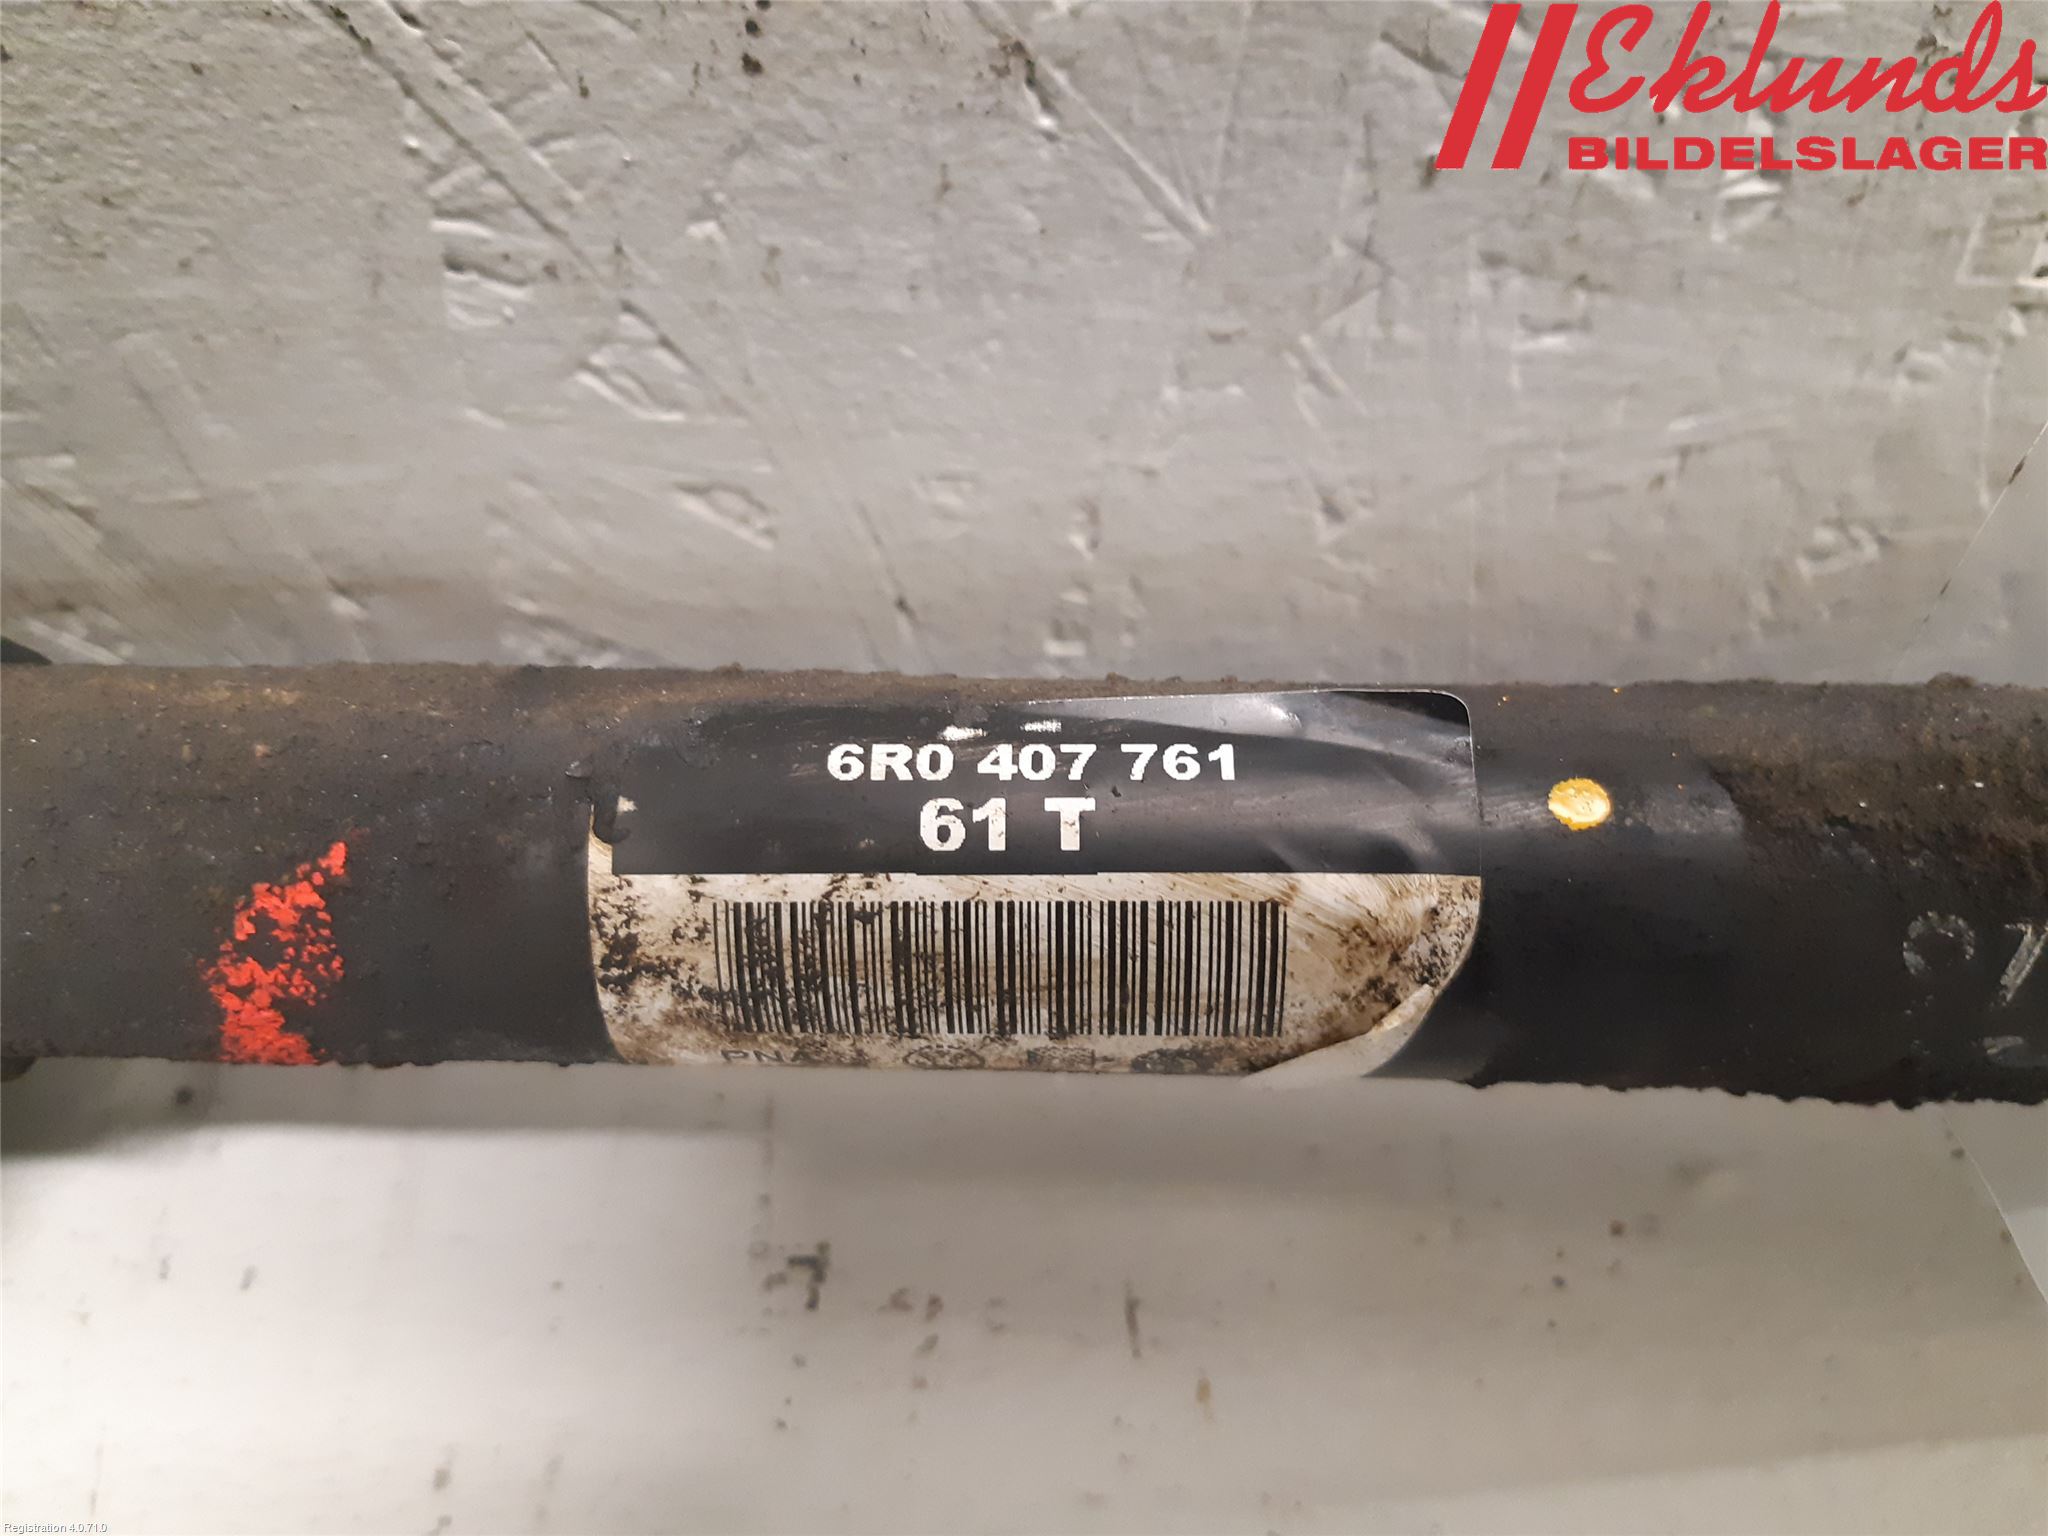 Eklunds
BILDELSLAGER
6R0 407 761
61 T
Registration 4.0.71.0